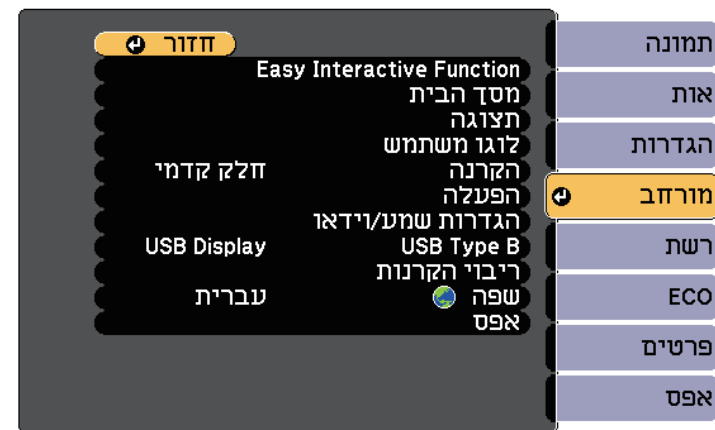 תמונה
אות
הגדרות
מורחב
רשת
ECO
פרטים
אפס
חזור
Easy Interactive Function
מסך הבית
תצוגה
לוגו משתמש
הקרנה חלק קדמי
הפעלה
הגדרות שמע/וידאו
USB Type B USB Display
ריבוי הקרנות
שפה עברית
אפס